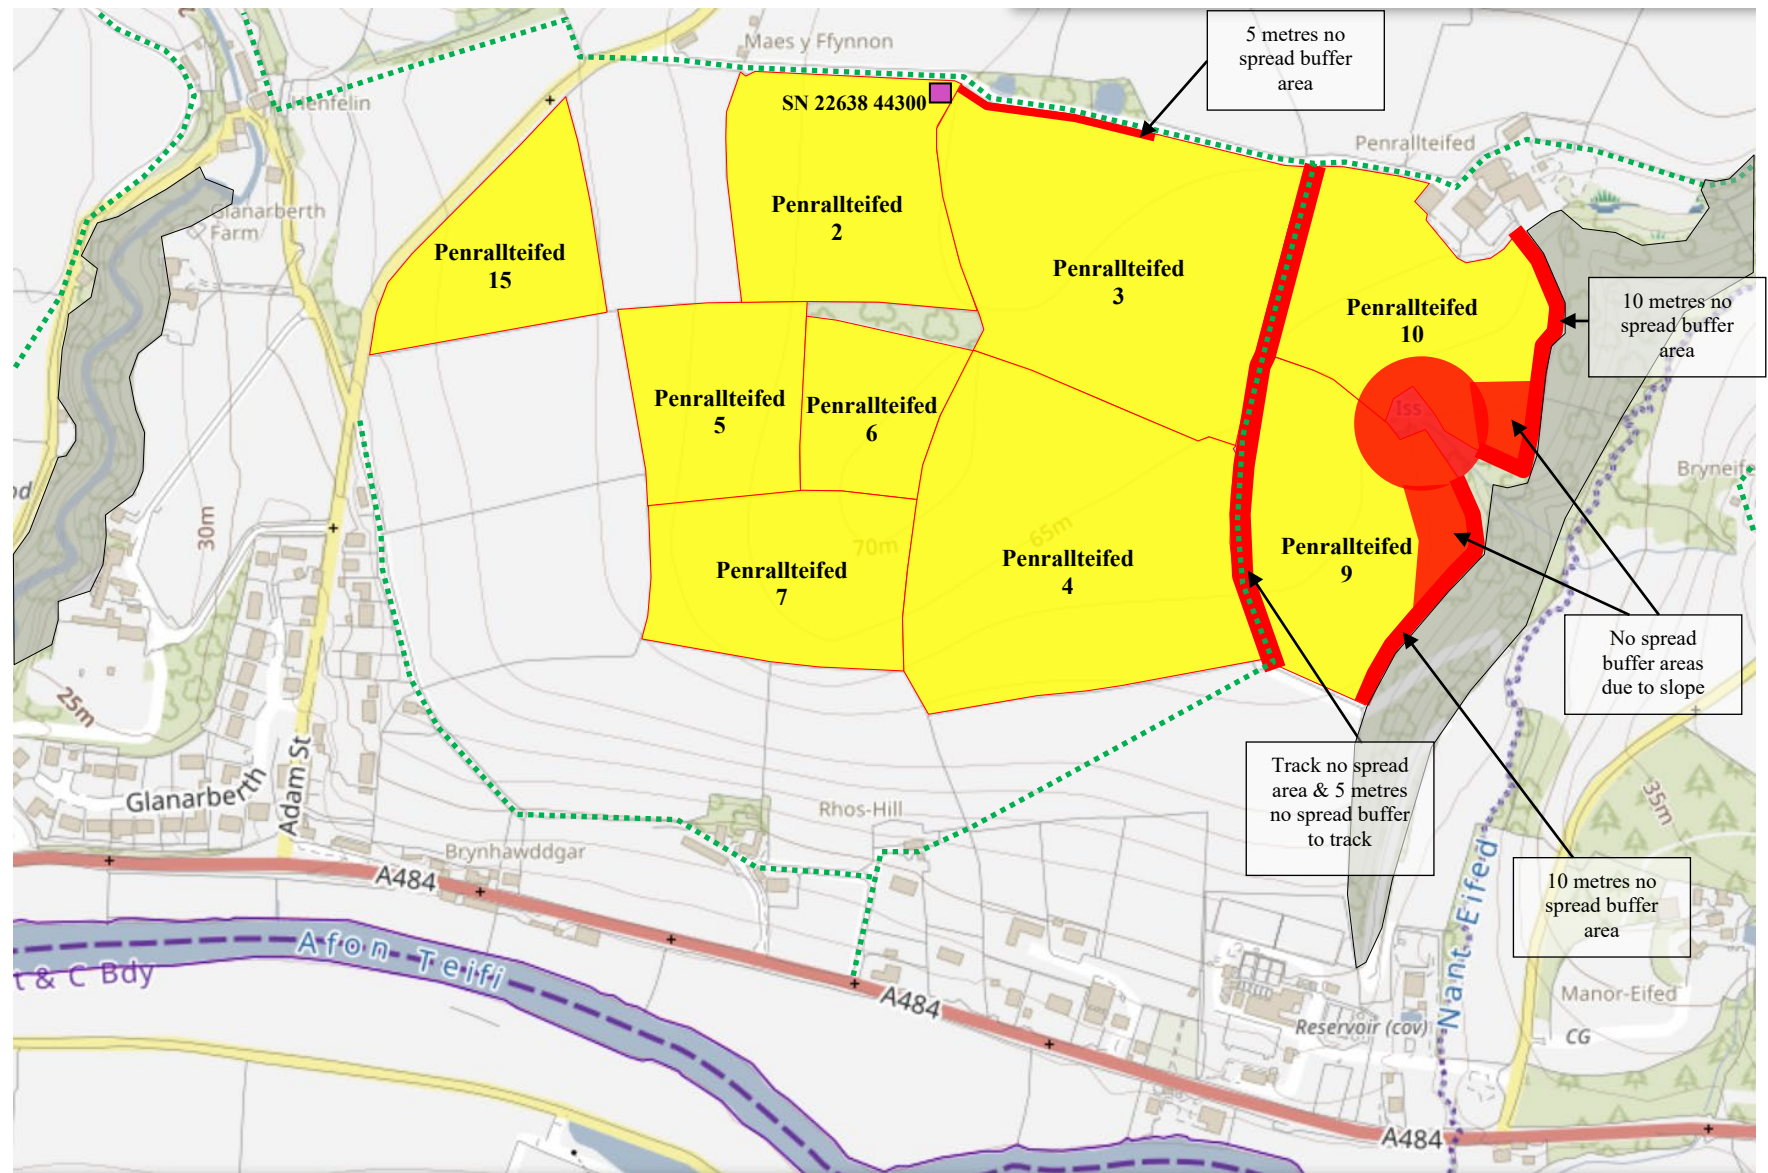 Maes y Ffynnon
5 metres no
spread buffer
area
SN 22638 44300
Henfelin
Penrallteifed
Glanarberth
Farm
Penrallteifed
2
Penrallteifed
15
Penrallteifed
3
Penrallteifed
10
10 metres no
spread buffer
area
Penrallteifed
5
Penrallteifed
6
Iss
Bryneife
od
30m
70m
65m
Penrallteifed
7
Penrallteifed
4
Penrallteifed
9
No spread
buffer areas
due to slope
25m
Adam St
Glanarberth
Track no spread
area & 5 metres
no spread buffer
to track
Rhos-Hill
35m
Brynhawddgar
A484
10 metres no
spread buffer
area
Nant Eifed
Afon Teifi
t & C Bdy
A484
Manor-Eifed
Reservoir (cov)
CG
A484